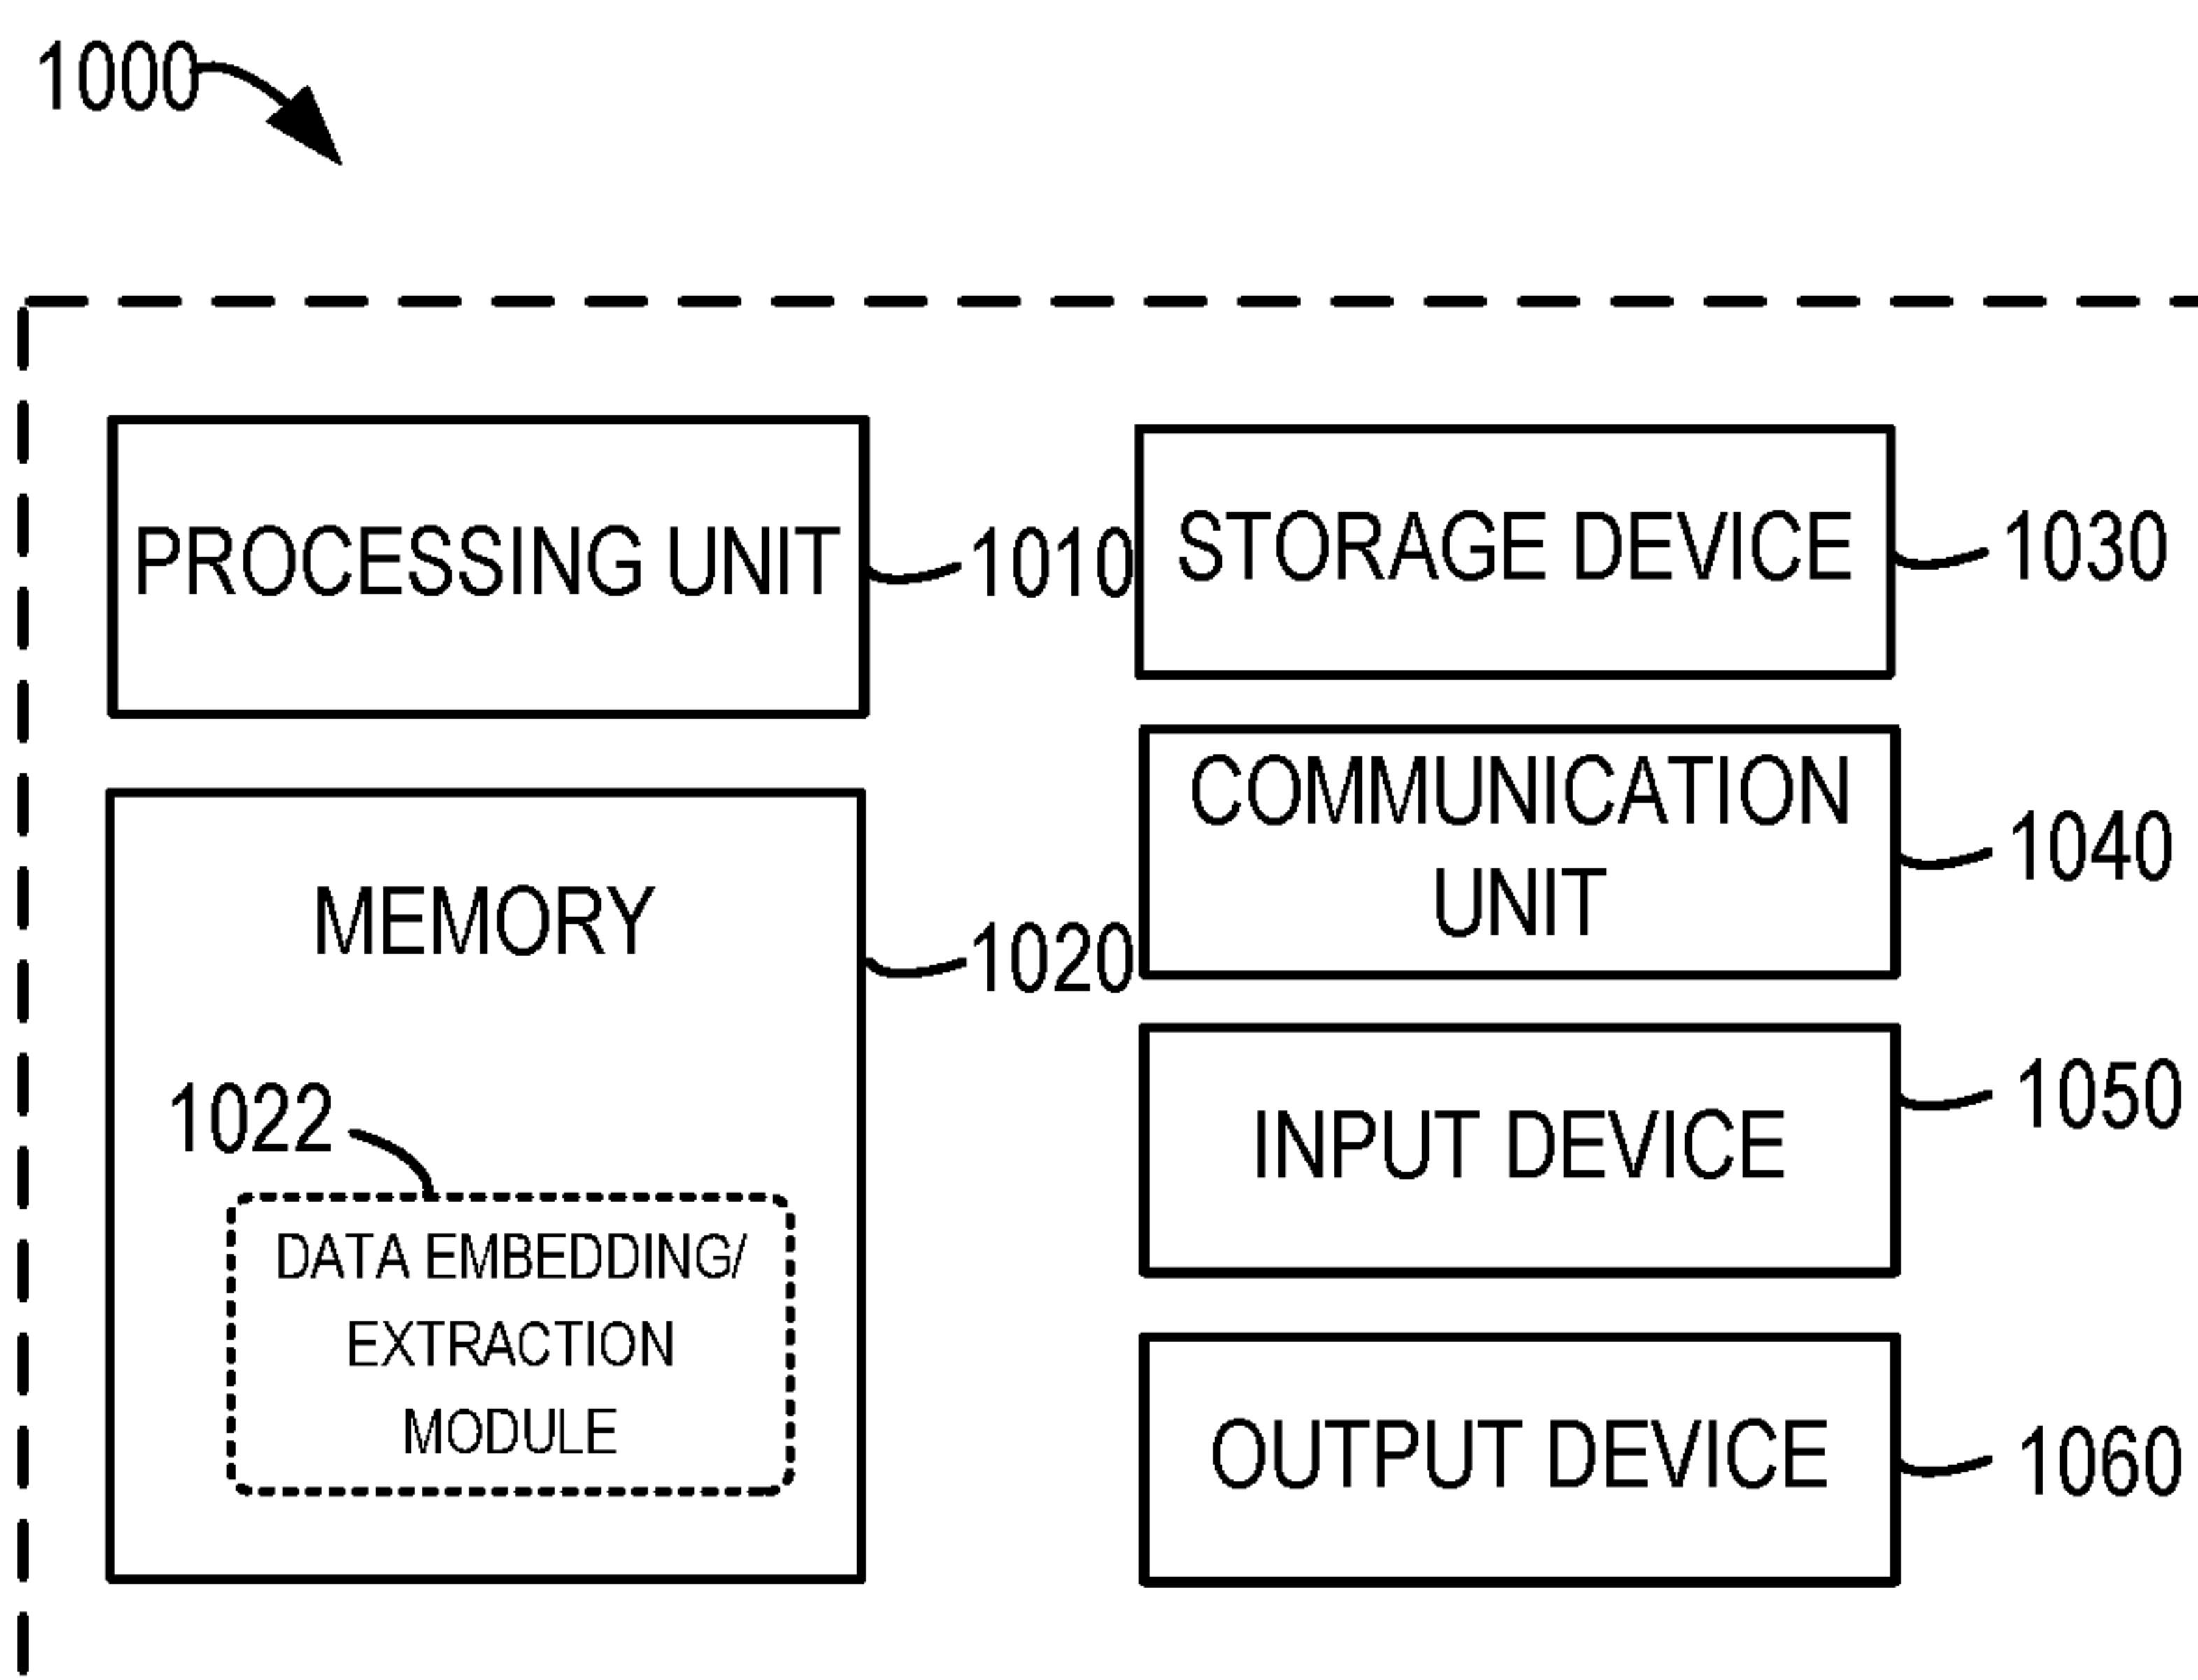 1000
PROCESSING UNIT
1010
STORAGE DEVICE
1030
COMMUNICATION
UNIT
1040
MEMORY
1020
1022
DATA EMBEDDING/
EXTRACTION
MODULE
INPUT DEVICE
1050
OUTPUT DEVICE
1060